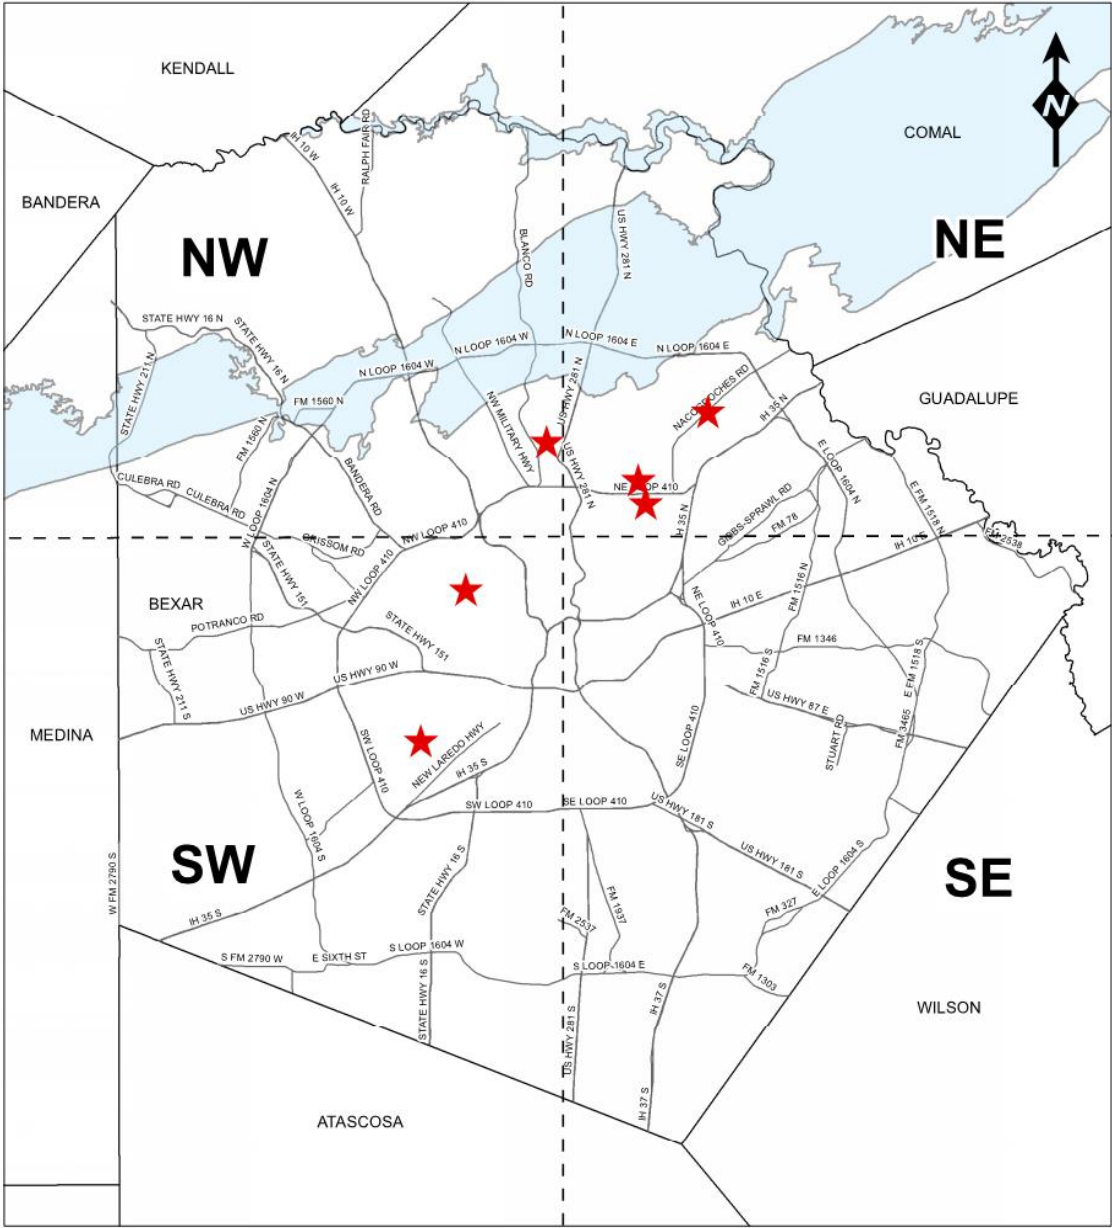 KENDALL
COMAL
N
BANDERA
NW
NE
IH 10 W
RALPH FAIR RD
IH 10 W
BLANCO RD
US HWY 281 N
STATE HWY 16 N
STATE HWY 16 N
STATE HWY 211 N
N LOOP 1604 W
N LOOP 1604 E
N LOOP 1604 E
N LOOP 1604 W
NW MILITARY HWY
US HWY 281 N
NACOGDOCHES RD
IH 35 N
GUADALUPE
FM 1560 N
FM 1560 N
BANDERA RD
US HWY 281 N
E LOOP 1604 N
CULEBRA RD
CULEBRA RD
W LOOP 1604 N
NE LOOP 410
GIBBS-SPRAWL RD
E FM 1518 N
NW LOOP 410
IH 35 N
FM 78
GRISSOM RD
IH 10 E
FM 2538
STATE HWY 151
NW LOOP 410
BEXAR
POTRANCO RD
STATE HWY 151
NE LOOP 410
IH 10 E
FM 1516 N
FM 1346
STATE HWY 211 S
US HWY 90 W
US HWY 90 W
FM 1516 S
E FM 1518 S
US HWY 87 E
MEDINA
SW LOOP 410
NEW LAREDO HWY
IH 35 S
SE LOOP 410
STUART RD
FM 3465
W LOOP 1604 S
SW LOOP 410
SE LOOP 410
US HWY 181 S
SW
SE
W FM 2790 S
STATE HWY 16 S
US HWY 181 S
E LOOP 1604 S
IH 35 S
FM 2537
FM 1937
FM 327
S FM 2790 W
E SIXTH ST
S LOOP 1604 W
STATE HWY 16 S
S LOOP 1604 E
FM 1303
IH 37 S
US HWY 281 S
WILSON
IH 37 S
ATASCOSA